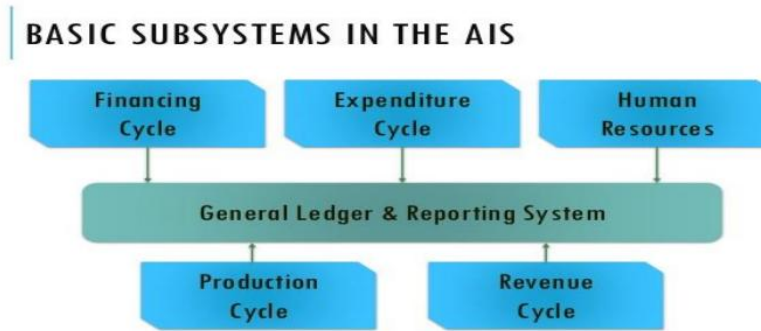 BASIC SUBSYSTEMS IN THE AIS
Financing
Cycle
Expenditure
Cycle
Human
Resources
General Ledger & Reporting System
Production
Cycle
Revenue
Cycle